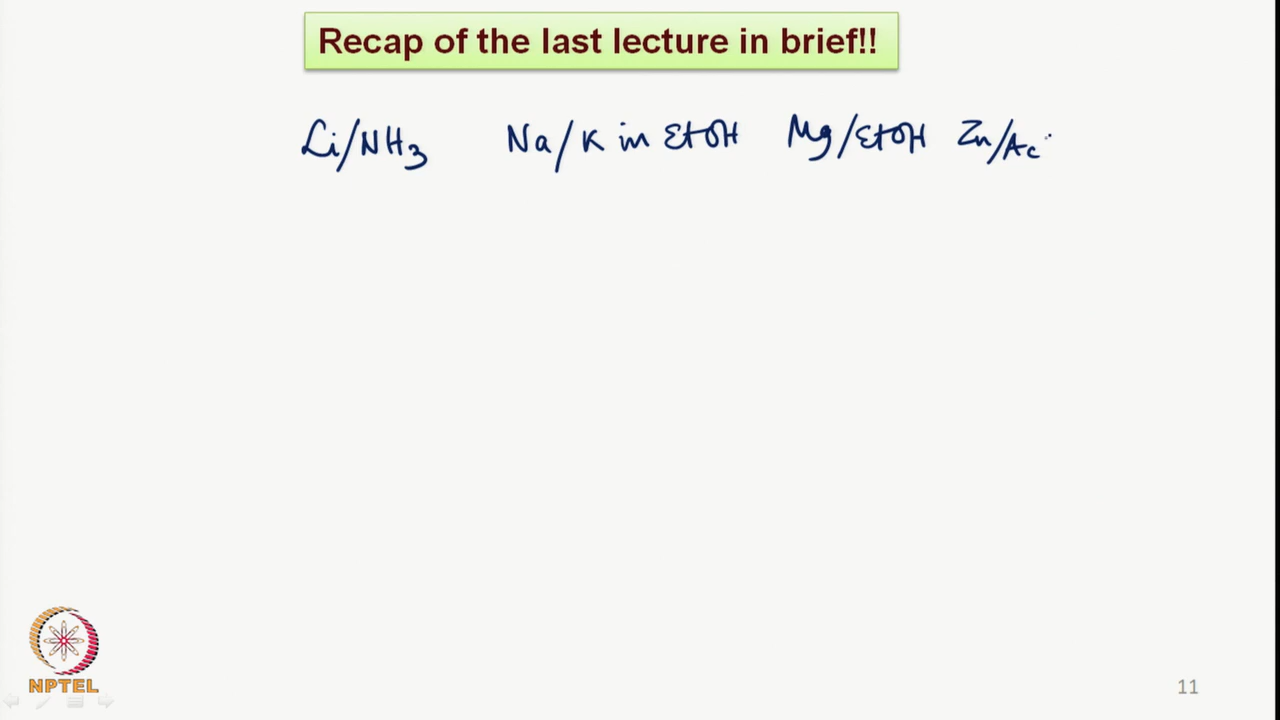 Recap of the last lecture in brief!!
Li/NH3 Na/K in EtOH Mg/EtOH Zn/Ac
NPTEL
11